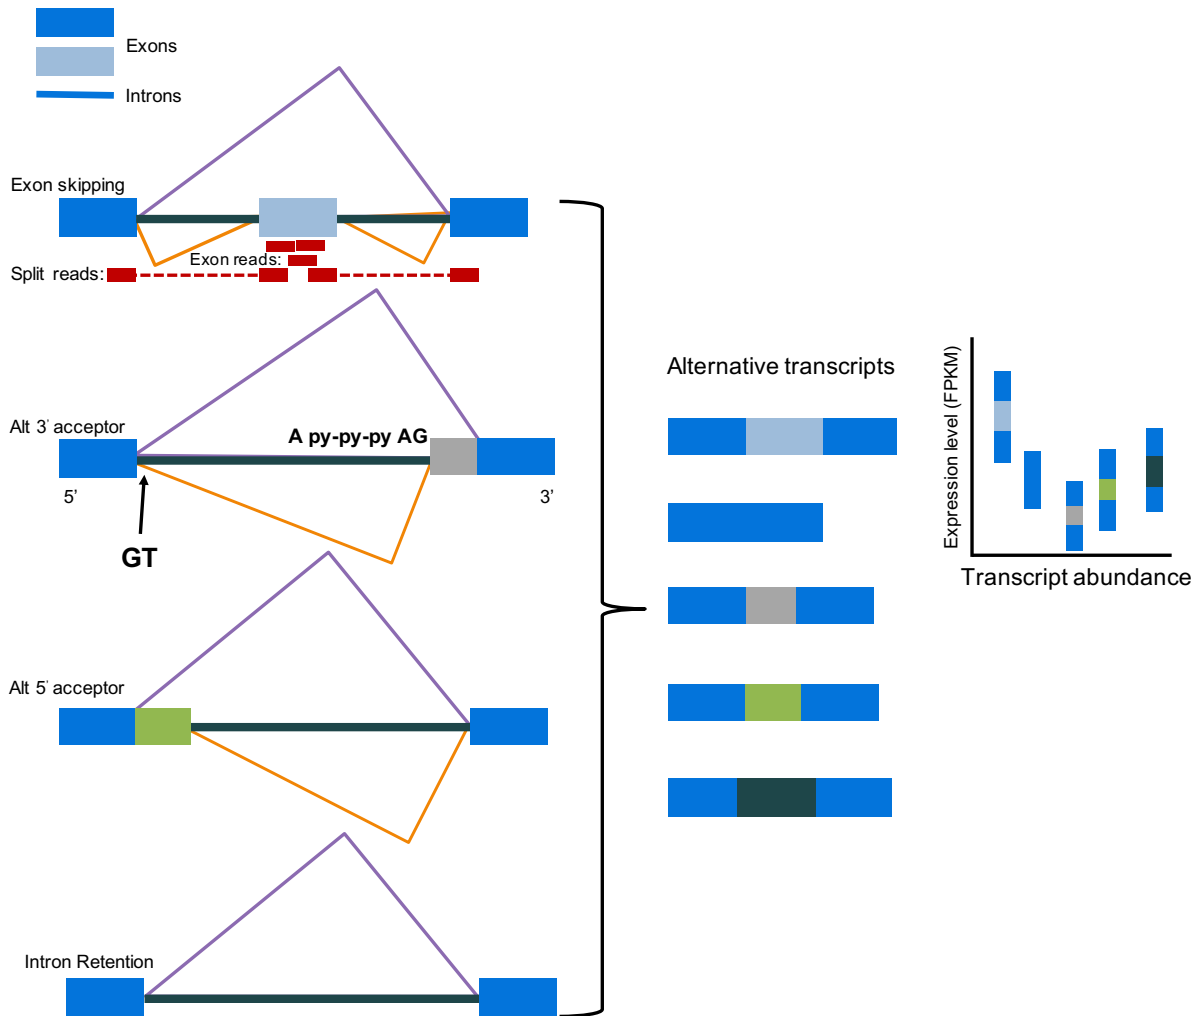 Exons
Introns
Exon skipping
Exon reads:
Split reads:
Alt 3' acceptor
A py-py-py AG
5'
3'
GT
Alt 5' acceptor
Intron Retention
Alternative transcripts
Expression level (FPKM)
Transcript abundance